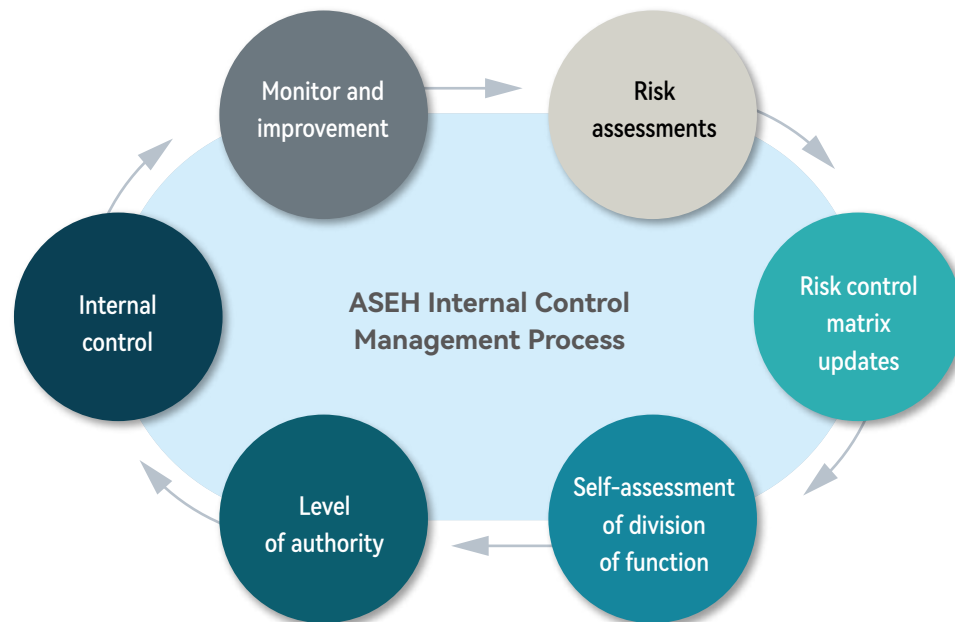 Monitor and
improvement
Risk
assessments
Internal
control
ASEH Internal Control
Management Process
Risk control
matrix
updates
Level
of authority
Self-assessment
of division
of function